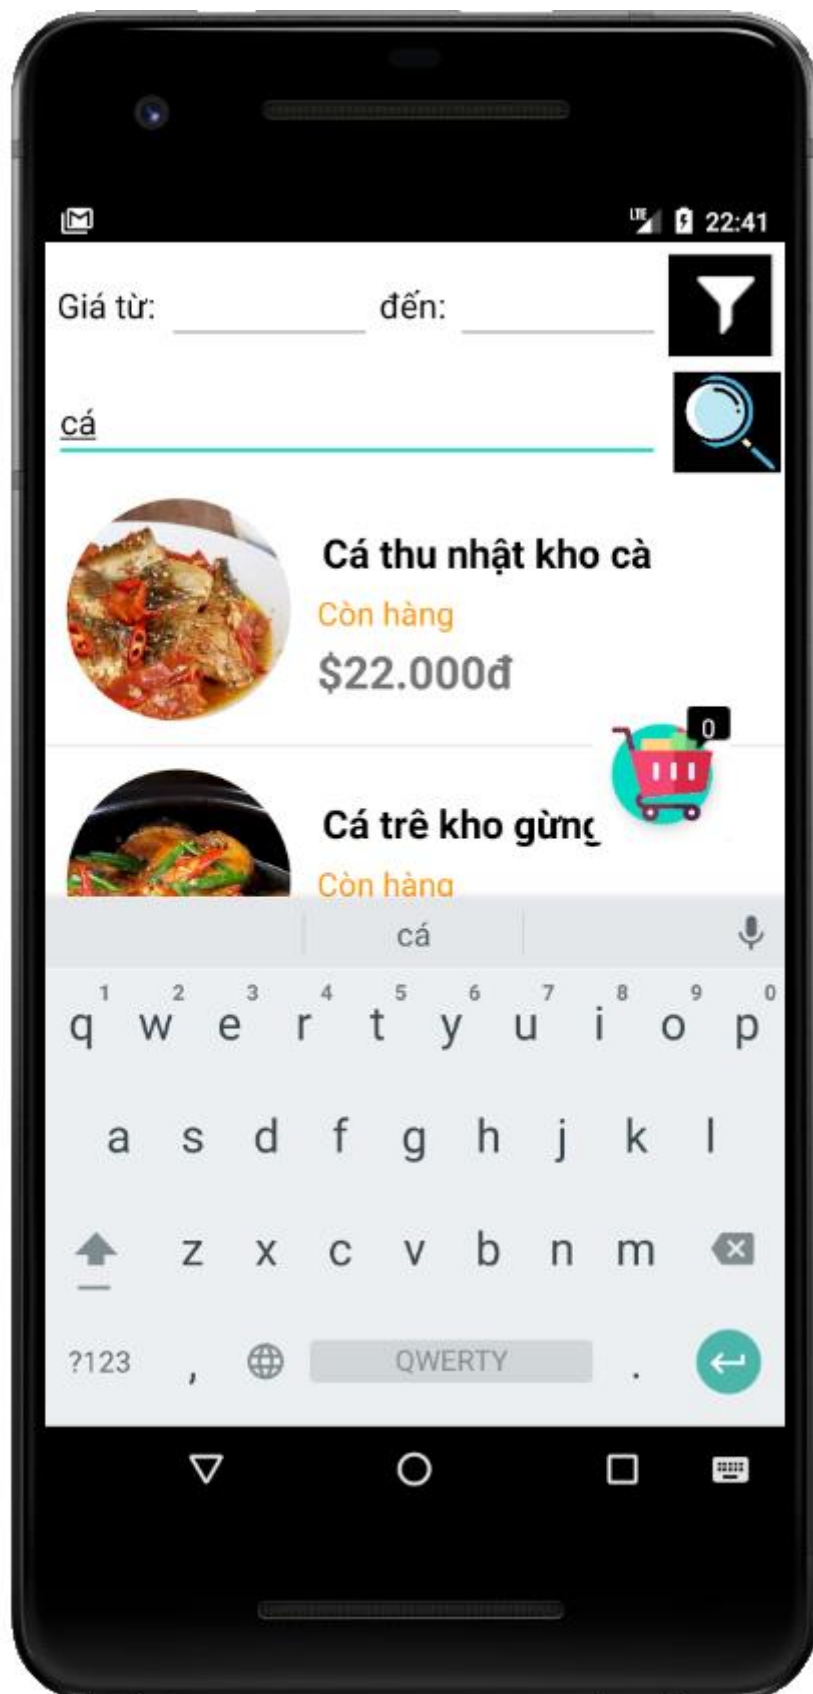 LTE 22:41
Giá từ: đến:
cá
Cá thu nhật kho cà
Còn hàng
$22.000đ
0
Cá trê kho gừng
Còn hàng
cá
1 2 3 4 5 6 7 8 9 0
q w e r t y u i o p
a s d f g h j k l
z x c v b n m
?123 , QWERTY .